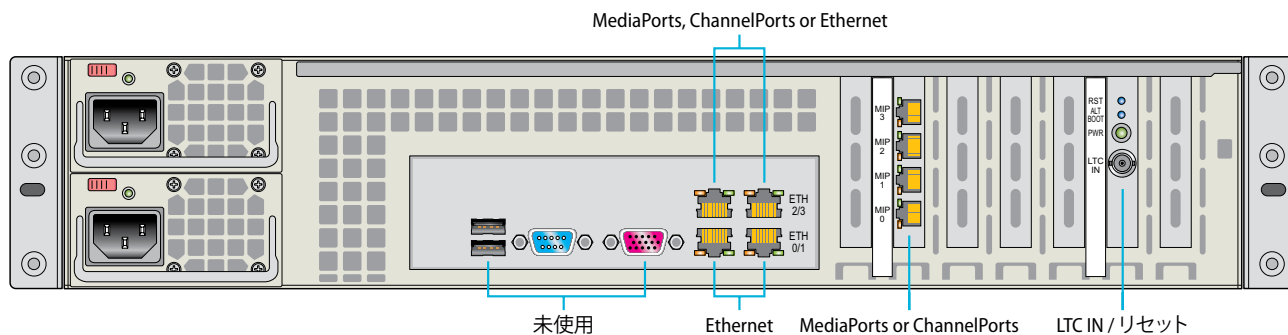 MediaPorts, ChannelPorts or Ethernet
MIP
3
MIP
2
MIP
1
MIP
0
RST
ALT
BOOT
PWR
LTC
IN
ETH
2/3
ETH
0/1
未使用
Ethernet
MediaPorts or ChannelPorts
LTC IN / リセット